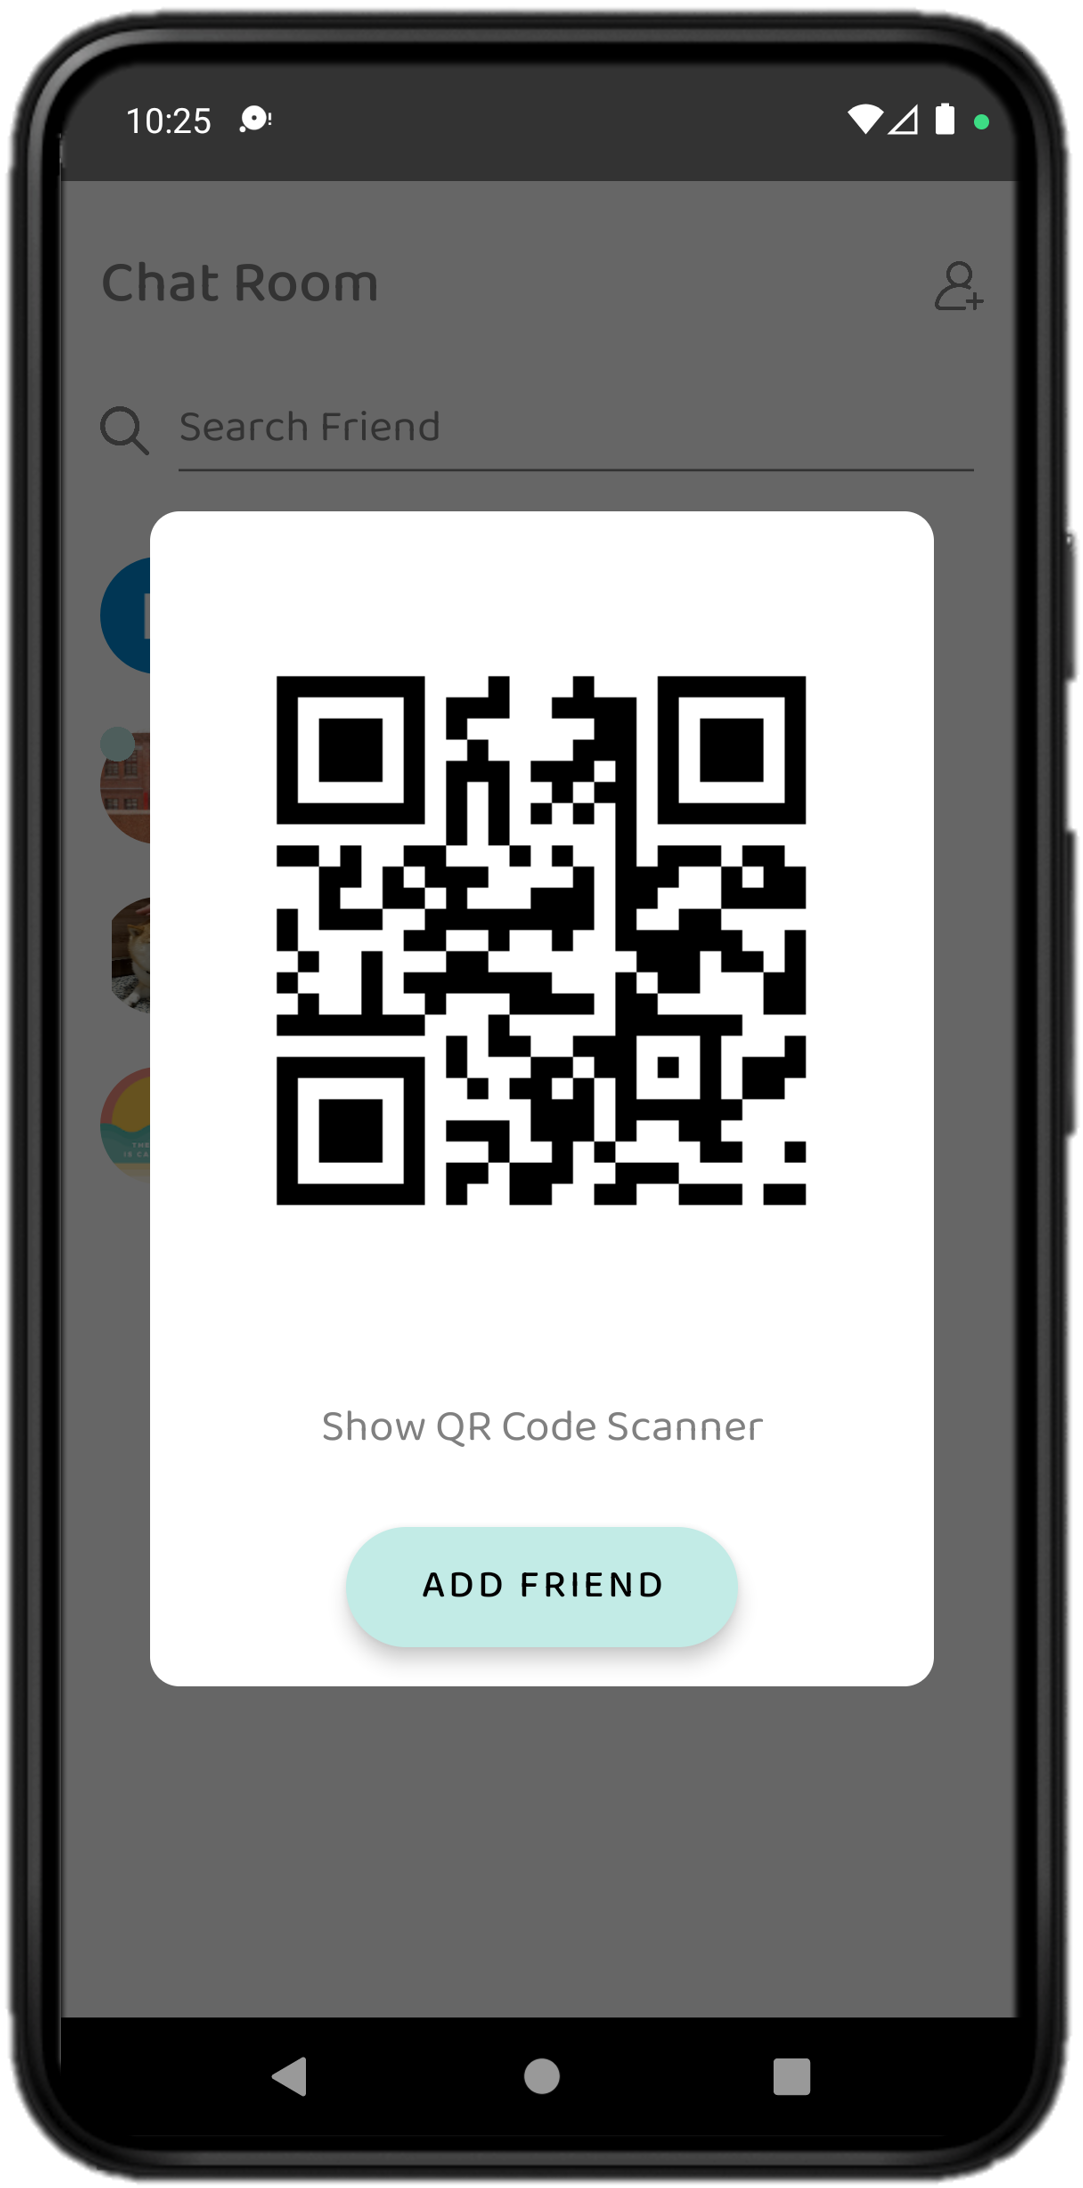 10:25
Chat Room
Search Friend
Show QR Code Scanner
ADD FRIEND